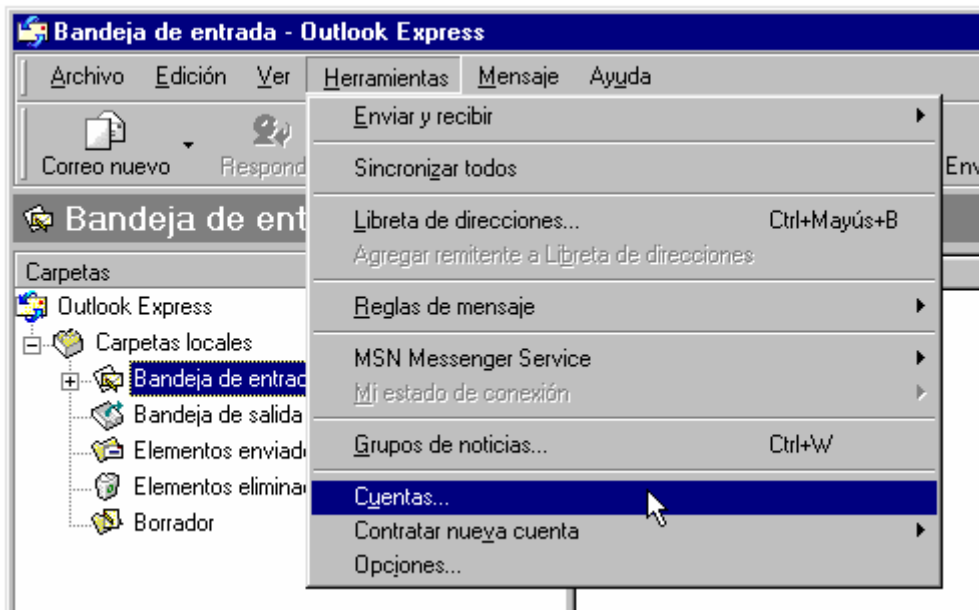 Bandeja de entrada - Outlook Express
Archivo Edición Ver Herramientas Mensaje Ayuda
Correo nuevo Respond Env
Bandeja de ent
Carpetas
Outlook Express
Carpetas locales
Bandeja de entrad
Bandeja de salida
Elementos enviad
Elementos elimina
Borrador
Enviar y recibir
Sincronizar todos
Libreta de direcciones... Ctrl+Mayús+B
Agregar remitente a Libreta de direcciones
Reglas de mensaje
MSN Messenger Service
Mi estado de conexión
Grupos de noticias... Ctrl+W
Cuentas...
Contratar nueva cuenta
Opciones...